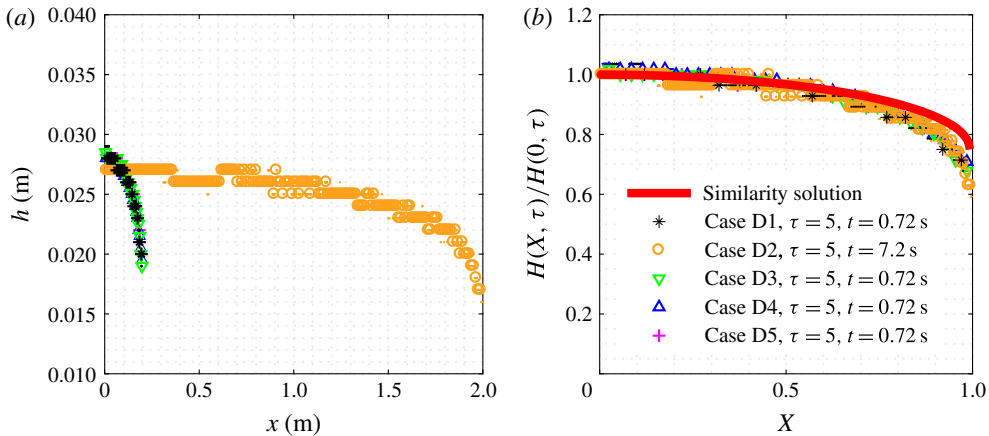 (a)
0.040
0.035
0.030
0.025
0.020
0.015
0.010
h (m)
0 0.5 1.0 1.5 2.0
x (m)
(b)
1.2
1.0
0.8
0.6
0.4
0.2
H(X, τ)/H(0, τ)
0 0.5 1.0
X
Similarity solution
Case D1, τ = 5, t = 0.72 s
Case D2, τ = 5, t = 7.2 s
Case D3, τ = 5, t = 0.72 s
Case D4, τ = 5, t = 0.72 s
Case D5, τ = 5, t = 0.72 s